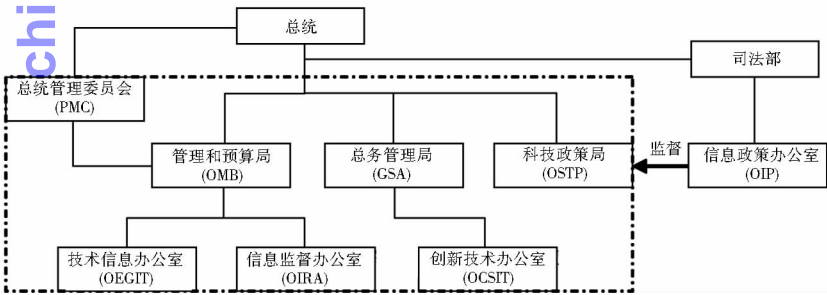 chi
总统
司法部
总统管理委员会
(PMC)
管理和预算局
(OMB)
总务管理局
(GSA)
科技政策局
(OSTP)
监督
信息政策办公室
(OIP)
技术信息办公室
(OEGIT)
信息监督办公室
(OIRA)
创新技术办公室
(OCSIT)